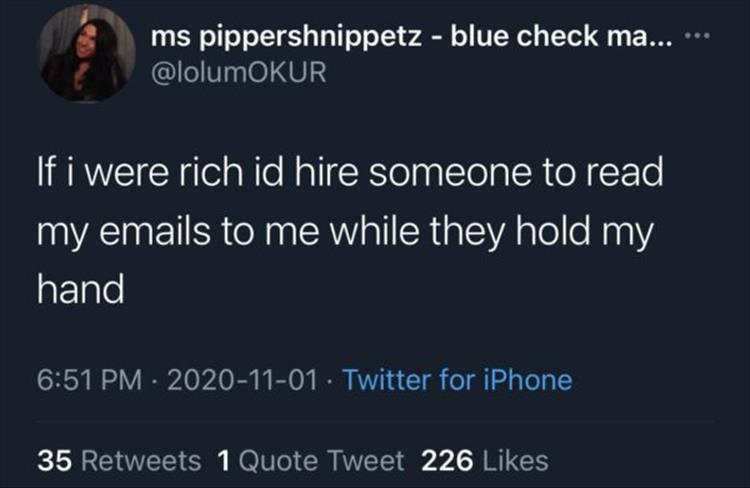 ms pippershnippetz - blue check ma... ...
@lolumOKUR
If i were rich id hire someone to read
my emails to me while they hold my
hand
6:51 PM · 2020-11-01 · Twitter for iPhone
35 Retweets 1 Quote Tweet 226 Likes